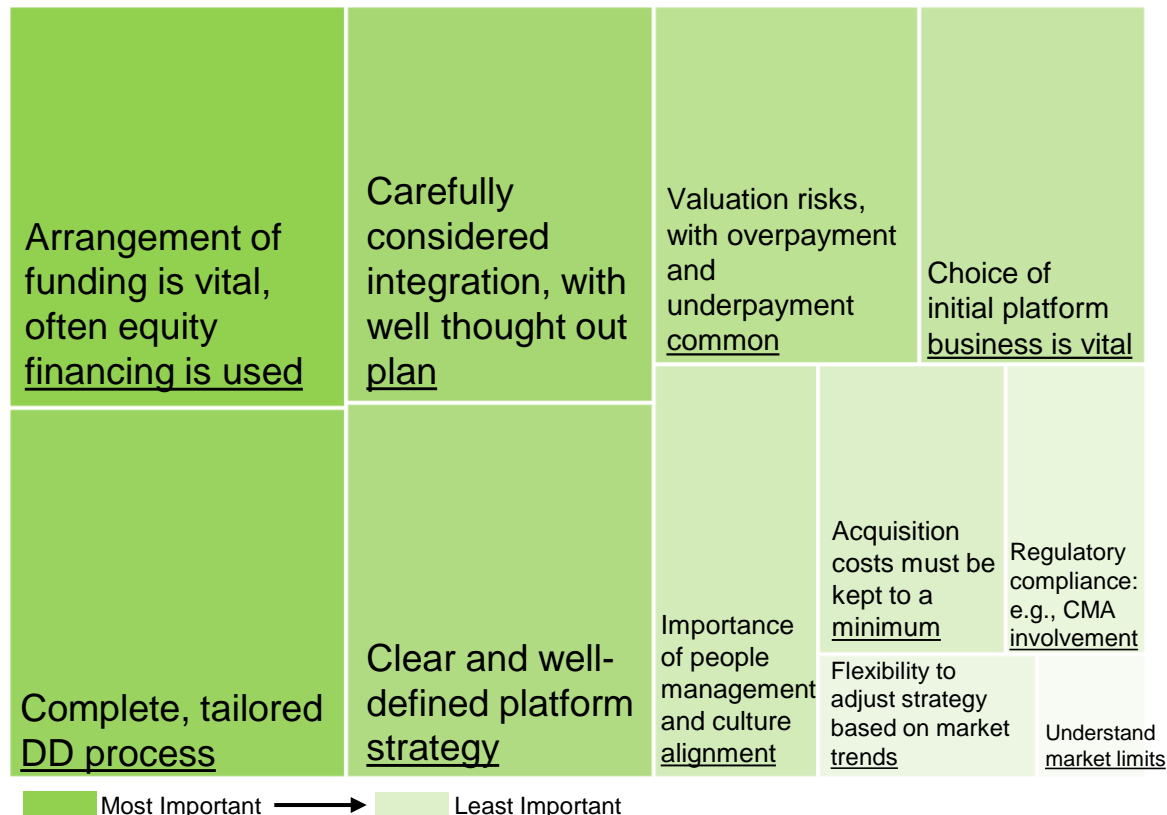 Arrangement of
funding is vital,
often equity
financing is used
Carefully
considered
integration, with
well thought out
plan
Valuation risks,
with overpayment
and
underpayment
common
Choice of
initial platform
business is vital
Complete, tailored
DD process
Clear and well-
defined platform
strategy
Importance
of people
management
and culture
alignment
Acquisition
costs must be
kept to a
minimum
Regulatory
compliance:
e.g., CMA
involvement
Flexibility to
adjust strategy
based on market
trends
Understand
market limits
Most Important
Least Important